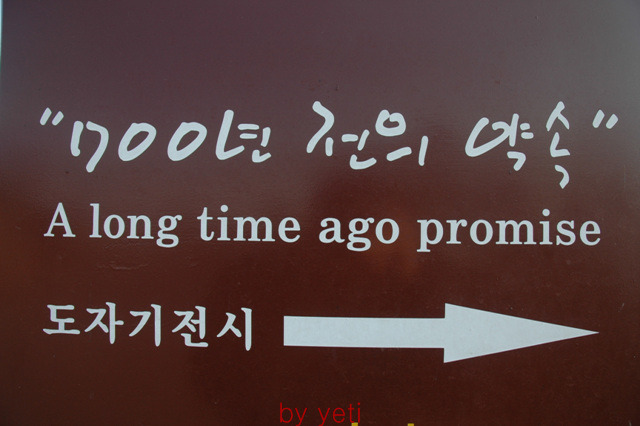 "700년 전의 약속"
A long time ago promise
도자기전시
by yeti